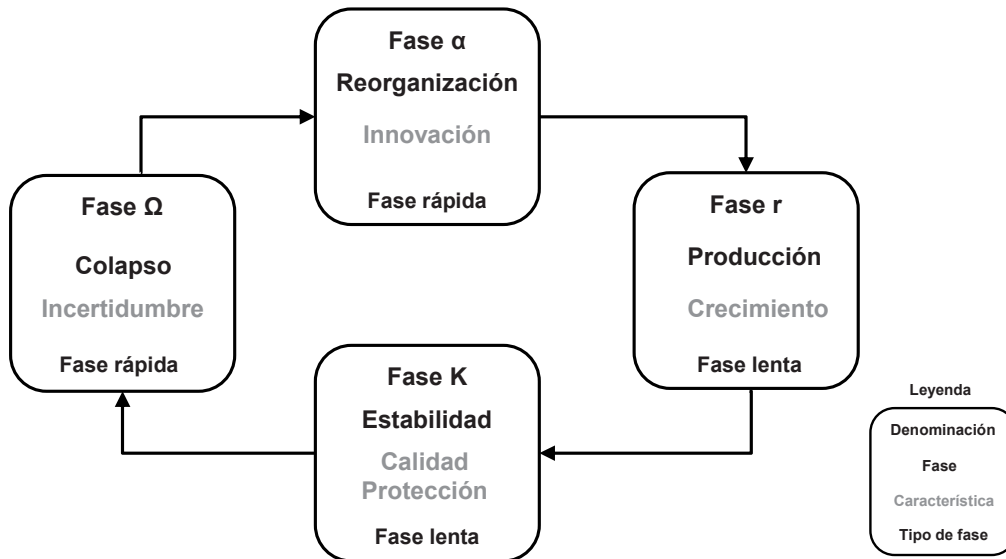 Fase α
Reorganización
Innovación
Fase rápida
Fase Ω
Colapso
Incertidumbre
Fase rápida
Fase r
Producción
Crecimiento
Fase lenta
Fase K
Estabilidad
Calidad
Protección
Fase lenta
Leyenda
Denominación
Fase
Característica
Tipo de fase